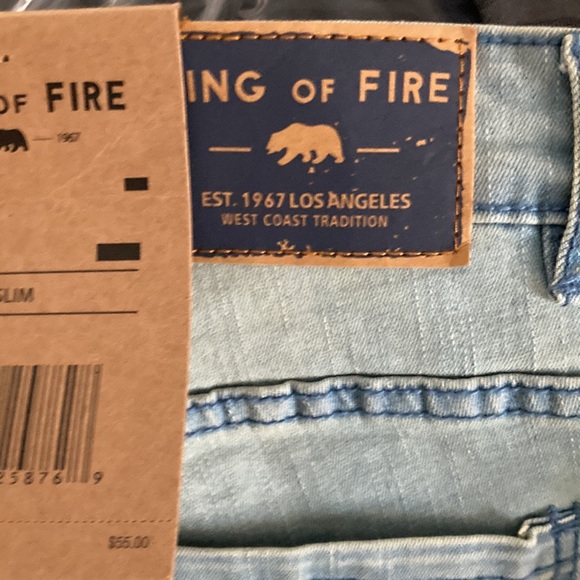 OF FIRE
1967
SLIM
25876 9
$55.00
ING OF FIRE
EST. 1967 LOS ANGELES
WEST COAST TRADITION